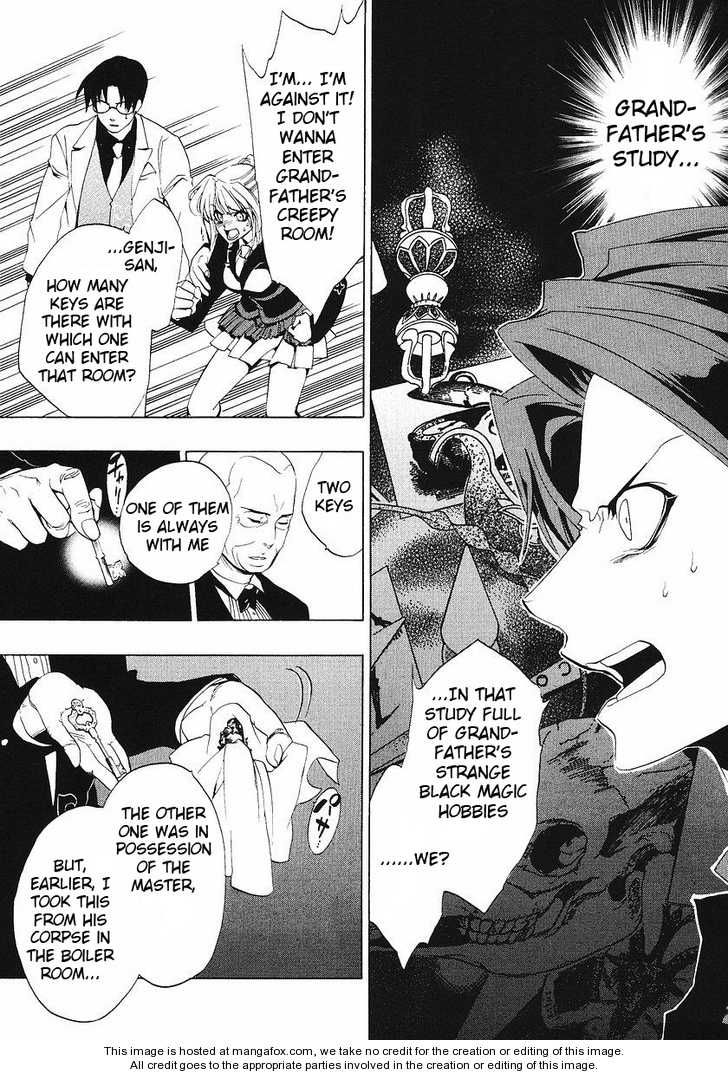 GRAND-
FATHER'S
STUDY...
...IN THAT
STUDY FULL
OF GRAND-
FATHER'S
STRANGE
BLACK MAGIC
HOBBIES
......WE?
I'M... I'M
AGAINST IT!
I DON'T
WANNA
ENTER
GRAND-
FATHER'S
CREEPY
ROOM!
...GENJI-
SAN,
HOW MANY
KEYS ARE
THERE WITH
WHICH ONE
CAN ENTER
THAT ROOM?
TWO
KEYS
ONE OF THEM
IS ALWAYS
WITH ME
チャリ
パサ
THE OTHER
ONE WAS IN
POSSESSION
OF THE
MASTER,
BUT,
EARLIER, I
TOOK THIS
FROM HIS
CORPSE IN
THE BOILER
ROOM...
This image is hosted at mangafox.com, we take no credit for the creation or editing of this image.
All credit goes to the appropriate parties involved in the creation or editing of this image.